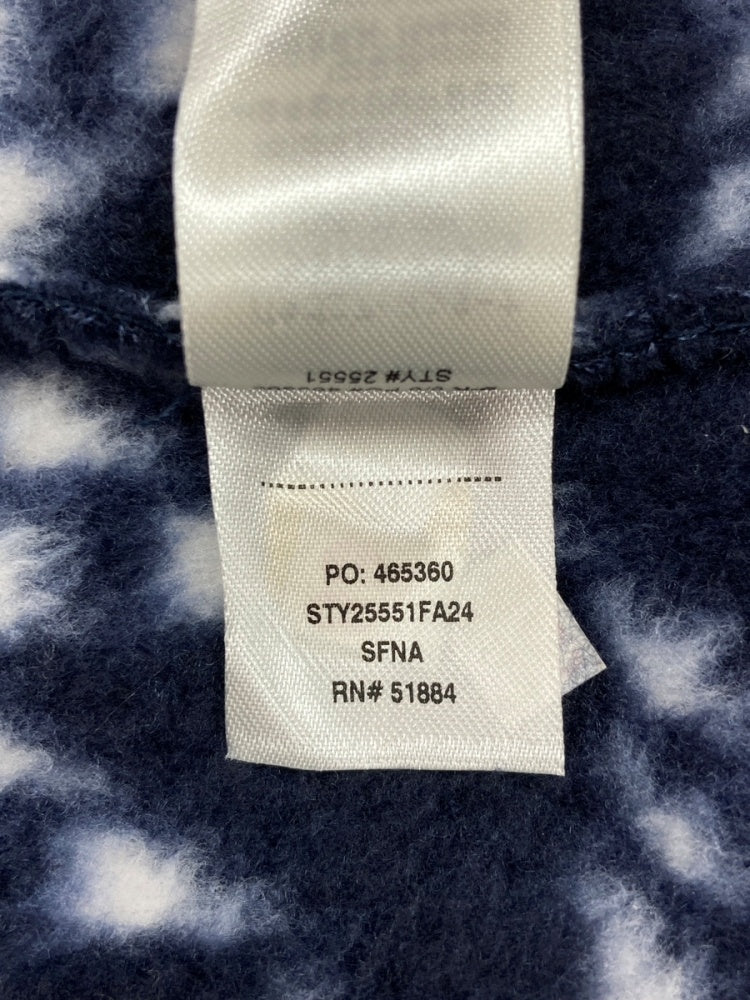 STY# 25551
PO: 465360
STY25551FA24
SFNA
RN# 51884